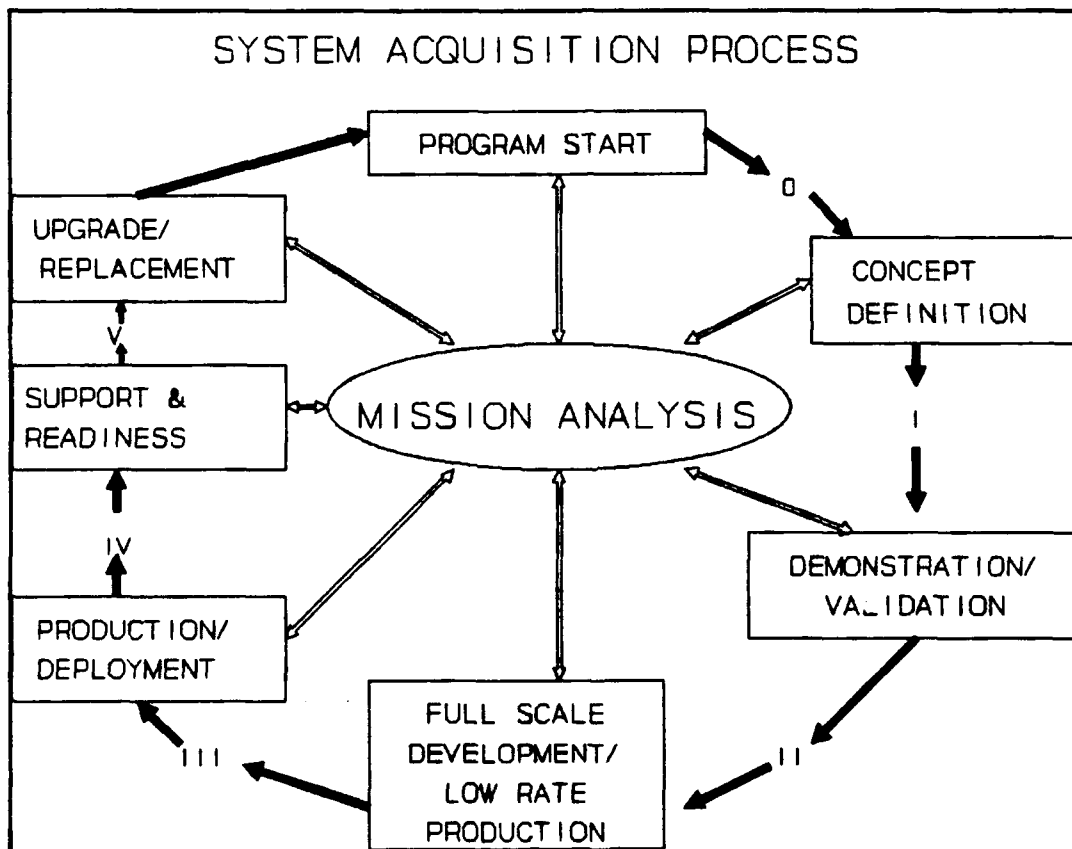 SYSTEM ACQUISITION PROCESS
PROGRAM START
0
CONCEPT
DEFINITION
I
DEMONSTRATION/
VALIDATION
II
FULL SCALE
DEVELOPMENT/
LOW RATE
PRODUCTION
III
PRODUCTION/
DEPLOYMENT
IV
SUPPORT &
READINESS
V
UPGRADE/
REPLACEMENT
MISSION ANALYSIS